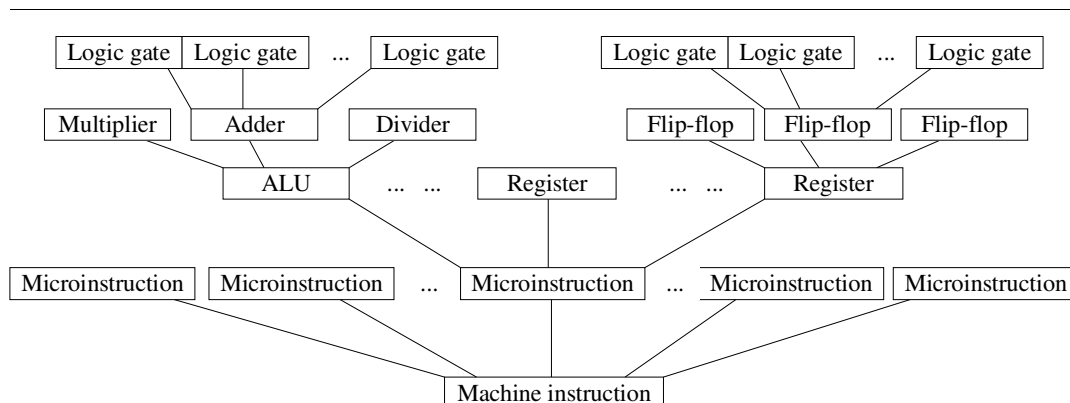 Logic gate Logic gate ... Logic gate Logic gate Logic gate ... Logic gate
Multiplier Adder Divider Flip-flop Flip-flop Flip-flop
ALU ... ... Register ... ... Register
Microinstruction Microinstruction ... Microinstruction ... Microinstruction Microinstruction
Machine instruction